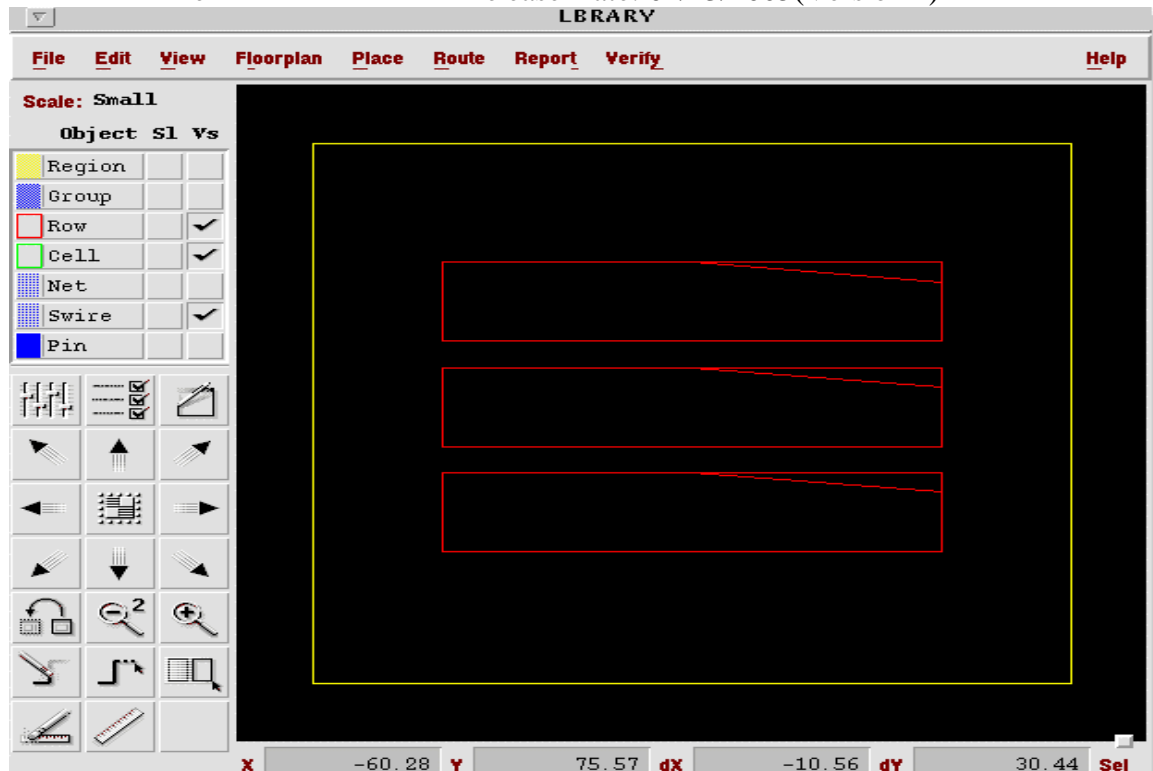 LBRARY
File Edit View Floorplan Place Route Report Verify Help
Scale: Small
Object Sl Vs
Region
Group
Row
Cell
Net
Swire
Pin
2
X -60.28 Y 75.57 dX -10.56 dY 30.44 Sel